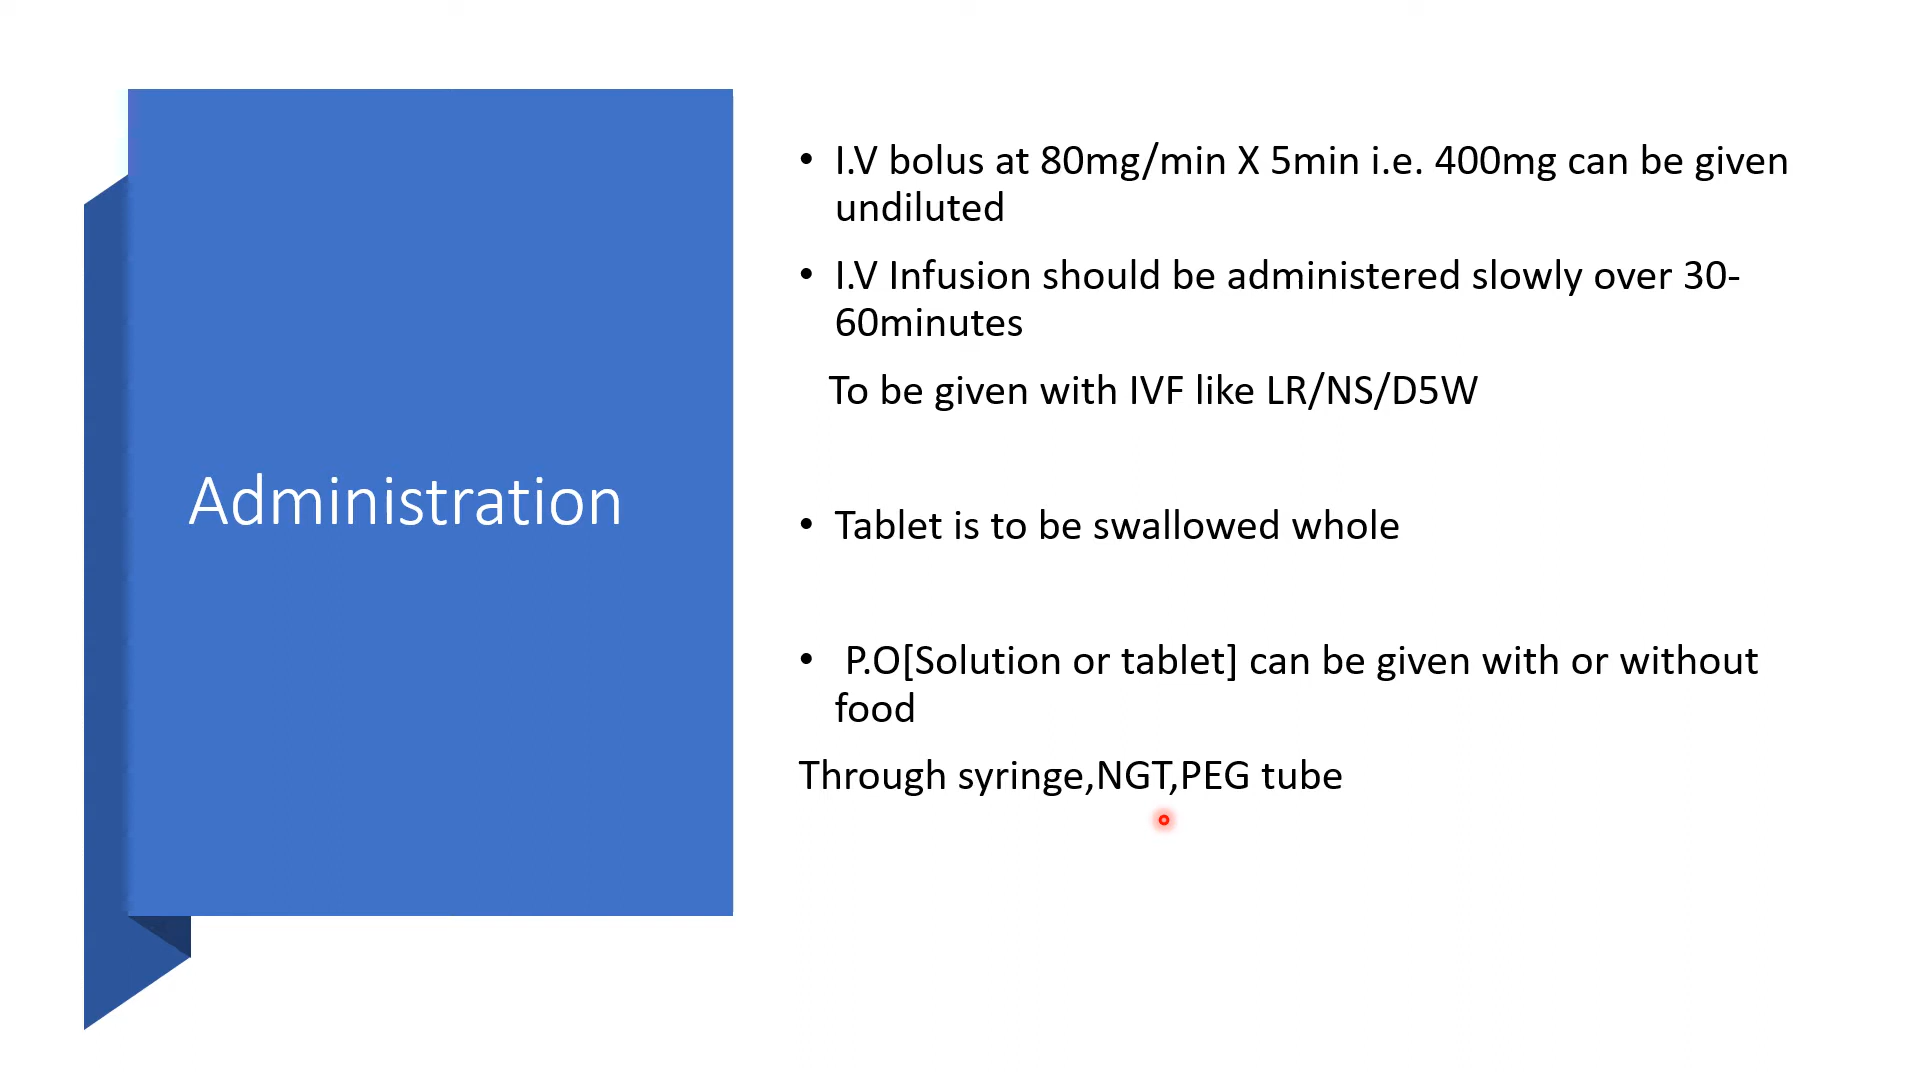 Administration
• I.V bolus at 80mg/min X 5min i.e. 400mg can be given
undiluted
• I.V Infusion should be administered slowly over 30-
60minutes
To be given with IVF like LR/NS/D5W
• Tablet is to be swallowed whole
• P.O[Solution or tablet] can be given with or without
food
Through syringe,NGT,PEG tube